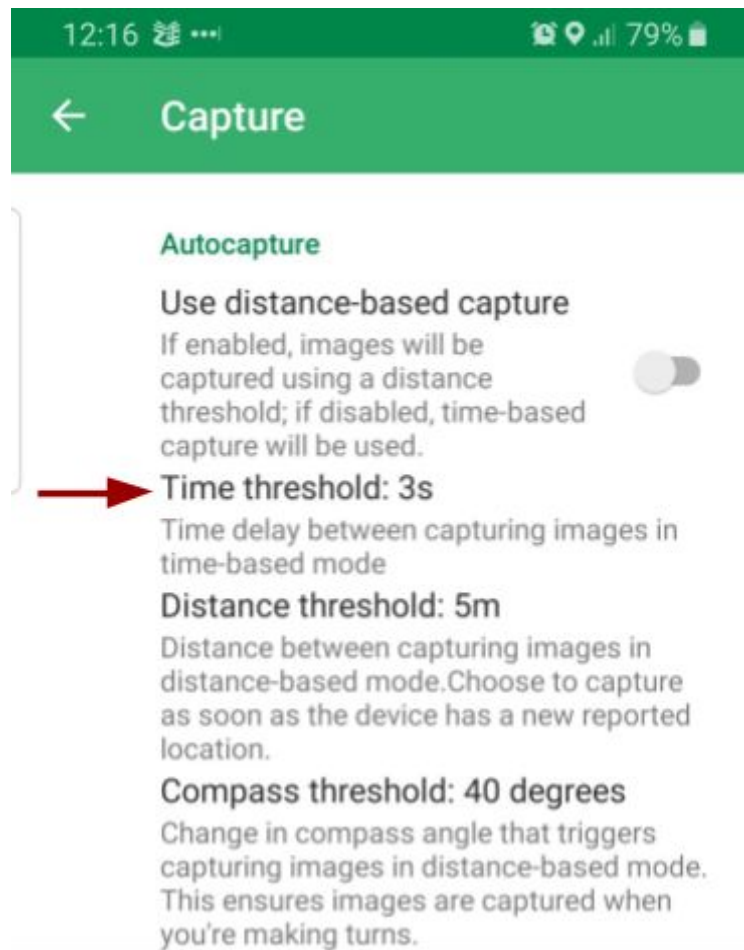 12:16 79%
Capture
Autocapture
Use distance-based capture
If enabled, images will be
captured using a distance
threshold; if disabled, time-based
capture will be used.
Time threshold: 3s
Time delay between capturing images in
time-based mode
Distance threshold: 5m
Distance between capturing images in
distance-based mode.Choose to capture
as soon as the device has a new reported
location.
Compass threshold: 40 degrees
Change in compass angle that triggers
capturing images in distance-based mode.
This ensures images are captured when
you're making turns.